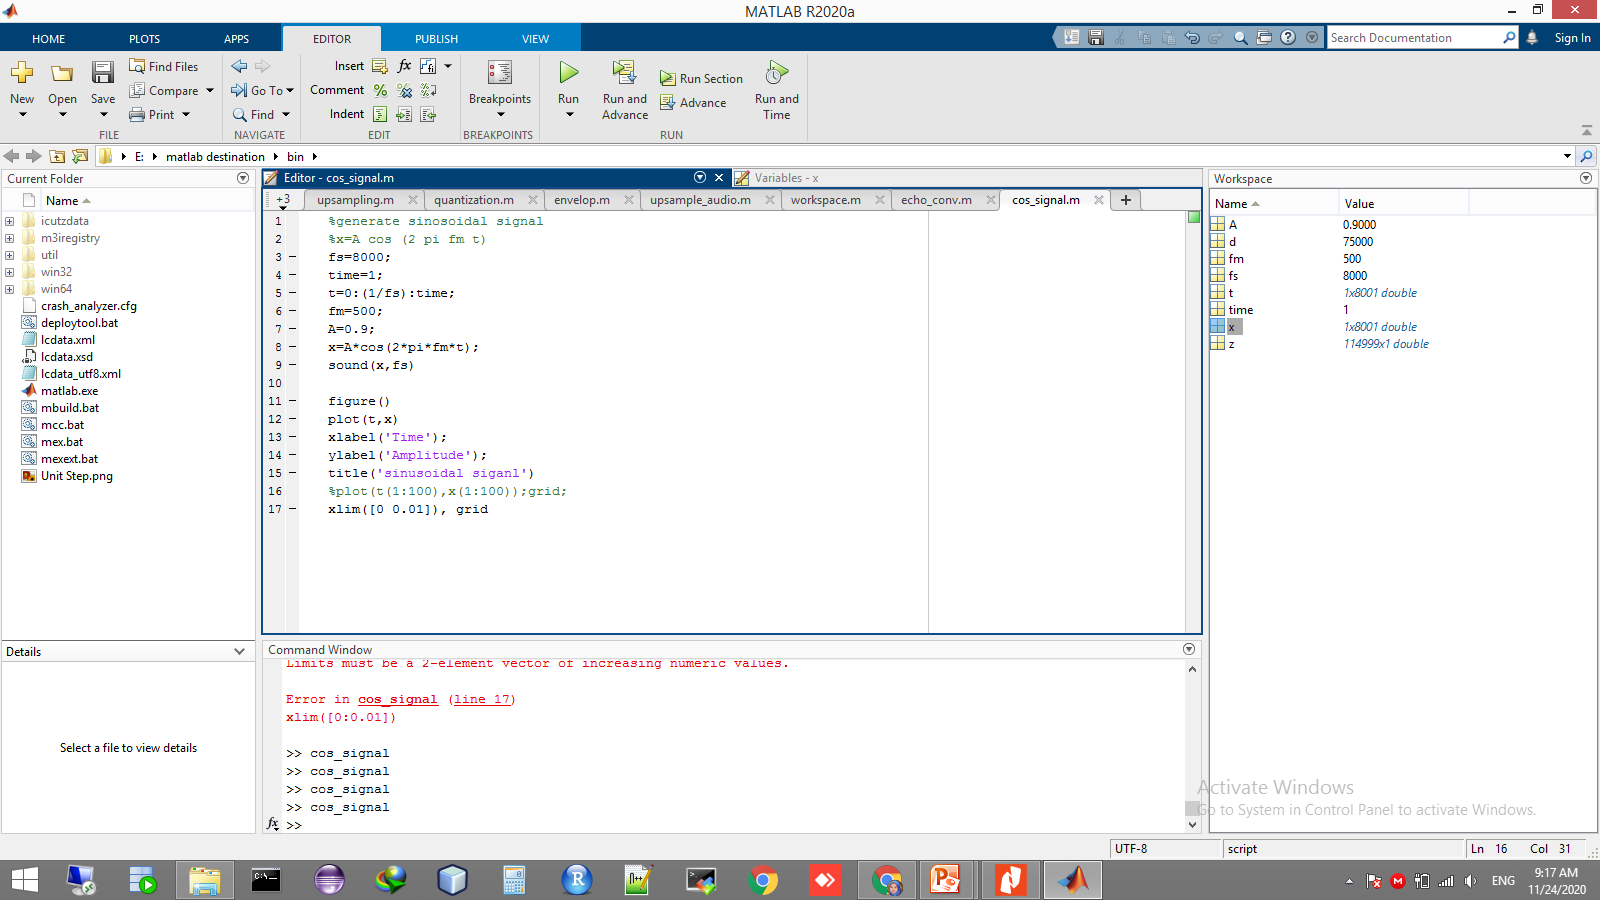 MATLAB R2020a
HOME PLOTS APPS EDITOR PUBLISH VIEW
Search Documentation
Sign In
New Open Save
Find Files
Compare
Print
FILE
Go To
Find
NAVIGATE
Insert fx
Comment
Indent
EDIT
Breakpoints
BREAKPOINTS
Run
Run and Advance
Run Section
Advance
Run and Time
RUN
E: matlab destination bin
Current Folder
Name
icutzdata
m3iregistry
util
win32
win64
crash_analyzer.cfg
deploytool.bat
lcdata.xml
lcdata.xsd
lcdata_utf8.xml
matlab.exe
mbuild.bat
mcc.bat
mex.bat
mexext.bat
Unit Step.png
Details
Select a file to view details
Editor - cos_signal.m
Variables - x
+3 upsampling.m quantization.m envelop.m upsample_audio.m workspace.m echo_conv.m cos_signal.m +
1 %generate sinosoidal signal
2 %x=A cos (2 pi fm t)
3 – fs=8000;
4 – time=1;
5 – t=0:(1/fs):time;
6 – fm=500;
7 – A=0.9;
8 – x=A*cos(2*pi*fm*t);
9 – sound(x,fs)
10
11 – figure()
12 – plot(t,x)
13 – xlabel('Time');
14 – ylabel('Amplitude');
15 – title('sinusoidal siganl')
16 %plot(t(1:100),x(1:100));grid;
17 – xlim([0 0.01]), grid
Command Window
Limits must be a 2-element vector of increasing numeric values.
Error in cos_signal (line 17)
xlim([0:0.01])
>> cos_signal
>> cos_signal
>> cos_signal
>> cos_signal
fx >>
Workspace
Name Value
A 0.9000
d 75000
fm 500
fs 8000
t 1x8001 double
time 1
x 1x8001 double
z 114999x1 double
Activate Windows
Go to System in Control Panel to activate Windows.
UTF-8 script Ln 16 Col 31
ENG
9:17 AM
11/24/2020